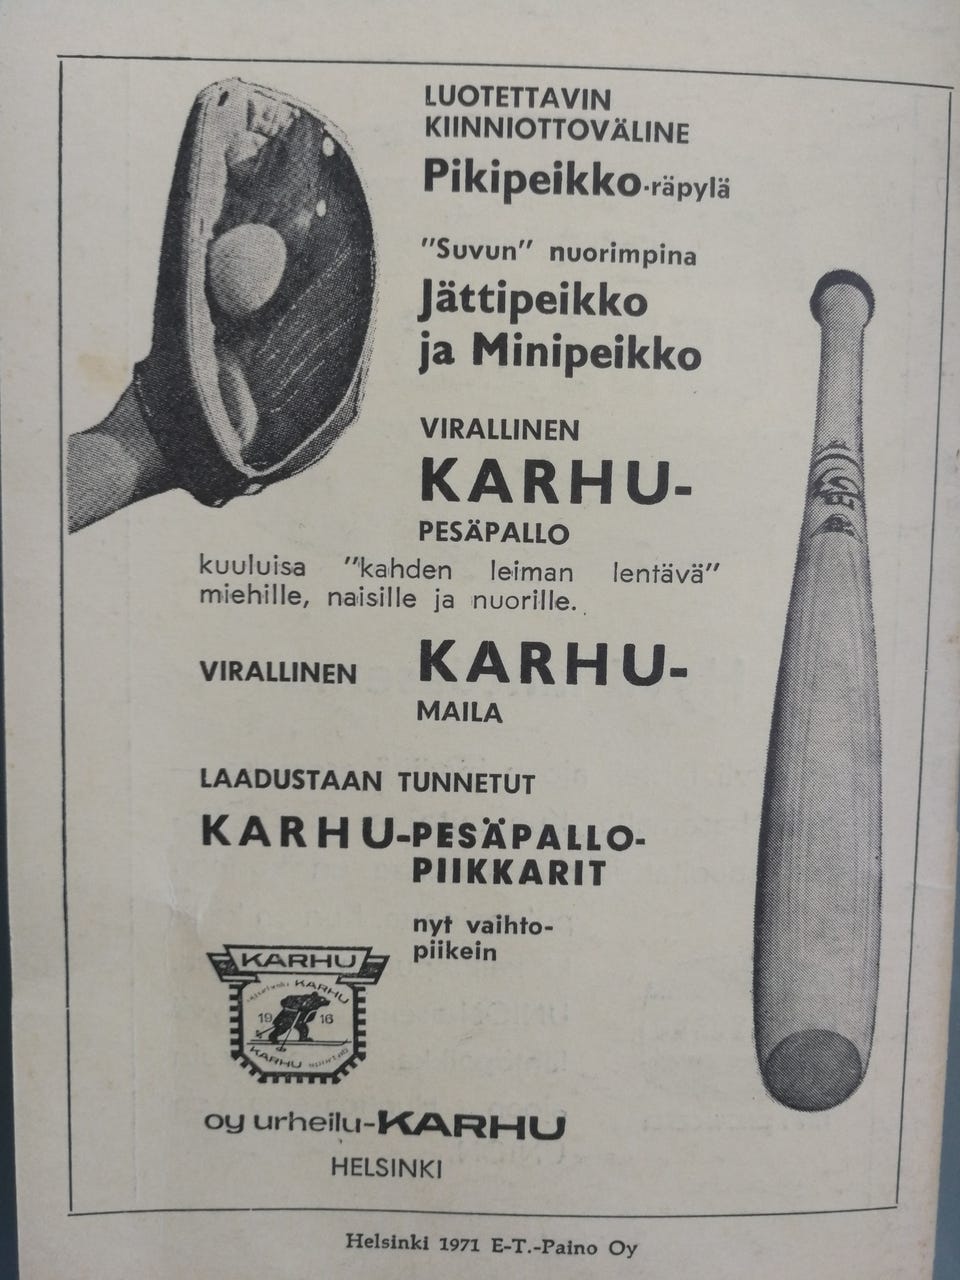 LUOTETTAVIN
KIINNIOTTOVÄLINE
Pikipeikko-räpylä
"Suvun" nuorimpina
Jättipeikko
ja Minipeikko
VIRALLINEN
KARHU-
PESÄPALLO
kuuluisa "kahden leiman lentävä"
miehille, naisille ja nuorille.
VIRALLINEN KARHU-
MAILA
LAADUSTAAN TUNNETUT
KARHU-PESÄPALLO-
PIIKKARIT
nyt vaihto-
piikein
KARHU
urheilu KARHU
19 16
KARHU sport
oy urheilu-KARHU
HELSINKI
Helsinki 1971 E-T.-Paino Oy